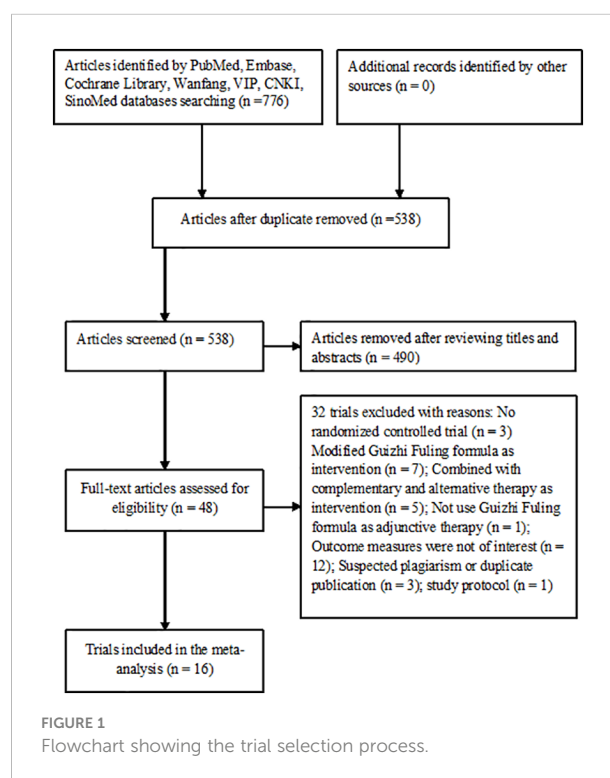 Articles identified by PubMed, Embase,
Cochrane Library, Wanfang, VIP, CNKI,
SinoMed databases searching (n =776)
Additional records identified by other
sources (n = 0)
Articles after duplicate removed (n =538)
Articles screened (n = 538)
Articles removed after reviewing titles and
abstracts (n = 490)
Full-text articles assessed for
eligibility (n = 48)
32 trials excluded with reasons: No
randomized controlled trial (n = 3)
Modified Guizhi Fuling formula as
intervention (n = 7); Combined with
complementary and alternative therapy as
intervention (n = 5); Not use Guizhi Fuling
formula as adjunctive therapy (n = 1);
Outcome measures were not of interest (n =
12); Suspected plagiarism or duplicate
publication (n = 3); study protocol (n = 1)
Trials included in the meta-
analysis (n = 16)
FIGURE 1
Flowchart showing the trial selection process.